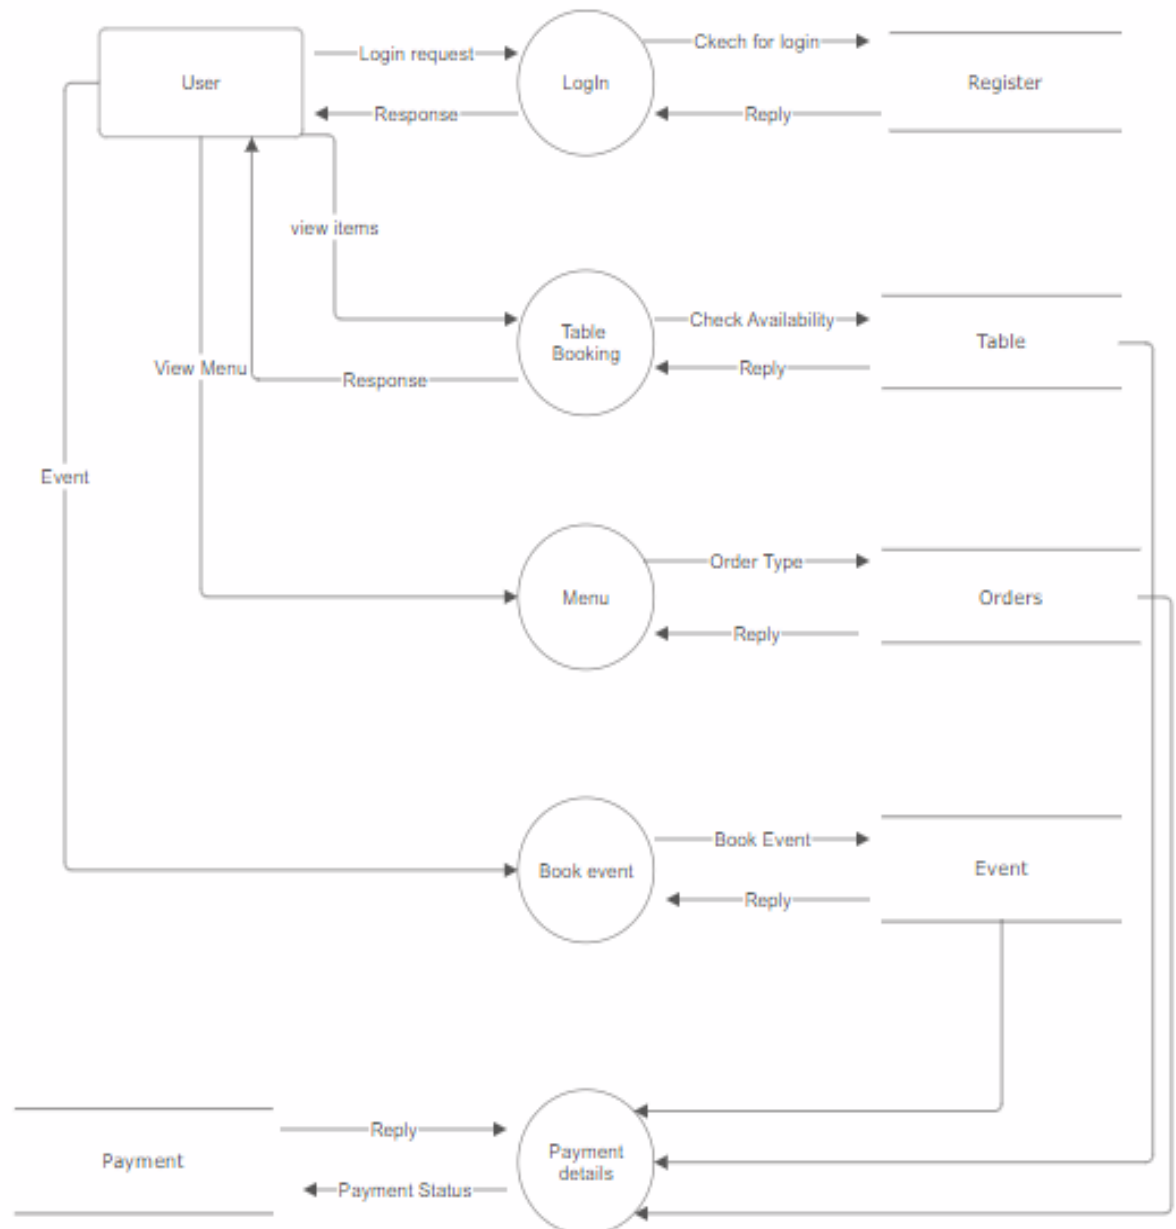 User
Login request
LogIn
Ckech for login
Register
Response
Reply
view items
Table
Booking
Check Availability
Table
View Menu
Response
Reply
Event
Menu
Order Type
Orders
Reply
Book event
Book Event
Event
Reply
Payment
Reply
Payment Status
Payment
details